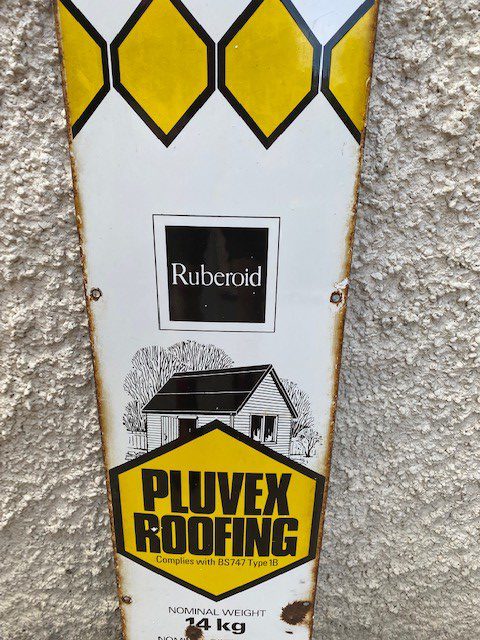 Ruberoid
PLUVEX
ROOFING
Complies with BS747 Type 1B
NOMINAL WEIGHT
14 kg